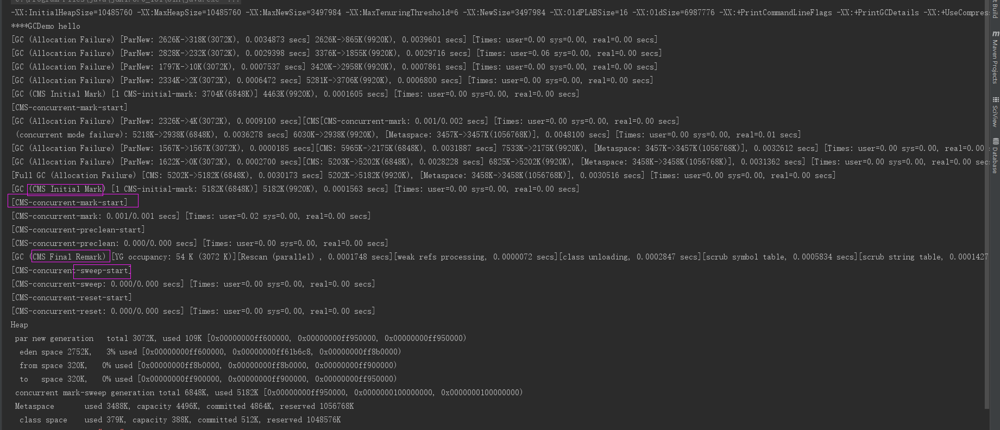 -XX:InitialHeapSize=10485760 -XX:MaxHeapSize=10485760 -XX:MaxNewSize=3497984 -XX:MaxTenuringThreshold=6 -XX:NewSize=3497984 -XX:OldPLABSize=16 -XX:OldSize=6987776 -XX:+PrintCommandLineFlags -XX:+PrintGCDetails -XX:+UseCompres
****GCDemo hello
[GC (Allocation Failure) [ParNew: 2626K->318K(3072K), 0.0034873 secs] 2626K->865K(9920K), 0.0039601 secs] [Times: user=0.00 sys=0.00, real=0.00 secs]
[GC (Allocation Failure) [ParNew: 2828K->232K(3072K), 0.0029398 secs] 3376K->1855K(9920K), 0.0029716 secs] [Times: user=0.06 sys=0.00, real=0.00 secs]
[GC (Allocation Failure) [ParNew: 1797K->10K(3072K), 0.0007537 secs] 3420K->2958K(9920K), 0.0007861 secs] [Times: user=0.00 sys=0.00, real=0.00 secs]
[GC (Allocation Failure) [ParNew: 2334K->2K(3072K), 0.0006472 secs] 5281K->3706K(9920K), 0.0006800 secs] [Times: user=0.00 sys=0.00, real=0.00 secs]
[GC (CMS Initial Mark) [1 CMS-initial-mark: 3704K(6848K)] 4463K(9920K), 0.0001605 secs] [Times: user=0.00 sys=0.00, real=0.00 secs]
[CMS-concurrent-mark-start]
[GC (Allocation Failure) [ParNew: 2326K->4K(3072K), 0.0009100 secs][CMS[CMS-concurrent-mark: 0.001/0.002 secs] [Times: user=0.00 sys=0.00, real=0.00 secs]
(concurrent mode failure): 5218K->2938K(6848K), 0.0036278 secs] 6030K->2938K(9920K), [Metaspace: 3457K->3457K(1056768K)], 0.0048100 secs] [Times: user=0.00 sys=0.00, real=0.01 secs]
[GC (Allocation Failure) [ParNew: 1567K->1567K(3072K), 0.0000185 secs][CMS: 5965K->2175K(6848K), 0.0031887 secs] 7533K->2175K(9920K), [Metaspace: 3457K->3457K(1056768K)], 0.0032612 secs] [Times: user=0.00 sys=0.00, real=0.00
[GC (Allocation Failure) [ParNew: 1622K->0K(3072K), 0.0002700 secs][CMS: 5203K->5202K(6848K), 0.0028228 secs] 6825K->5202K(9920K), [Metaspace: 3458K->3458K(1056768K)], 0.0031362 secs] [Times: user=0.00 sys=0.00, real=0.00 sec
[Full GC (Allocation Failure) [CMS: 5202K->5182K(6848K), 0.0030173 secs] 5202K->5182K(9920K), [Metaspace: 3458K->3458K(1056768K)], 0.0030516 secs] [Times: user=0.00 sys=0.00, real=0.00 secs]
[GC (CMS Initial Mark) [1 CMS-initial-mark: 5182K(6848K)] 5182K(9920K), 0.0001563 secs] [Times: user=0.00 sys=0.00, real=0.00 secs]
[CMS-concurrent-mark-start]
[CMS-concurrent-mark: 0.001/0.001 secs] [Times: user=0.02 sys=0.00, real=0.00 secs]
[CMS-concurrent-preclean-start]
[CMS-concurrent-preclean: 0.000/0.000 secs] [Times: user=0.00 sys=0.00, real=0.00 secs]
[GC (CMS Final Remark) [YG occupancy: 54 K (3072 K)][Rescan (parallel) , 0.0001748 secs][weak refs processing, 0.0000072 secs][class unloading, 0.0002847 secs][scrub symbol table, 0.0005834 secs][scrub string table, 0.0001427
[CMS-concurrent-sweep-start]
[CMS-concurrent-sweep: 0.000/0.000 secs] [Times: user=0.00 sys=0.00, real=0.00 secs]
[CMS-concurrent-reset-start]
[CMS-concurrent-reset: 0.000/0.000 secs] [Times: user=0.00 sys=0.00, real=0.00 secs]
Heap
par new generation   total 3072K, used 109K [0x00000000ff600000, 0x00000000ff950000, 0x00000000ff950000)
eden space 2752K,   3% used [0x00000000ff600000, 0x00000000ff61b6c8, 0x00000000ff8b0000)
from space 320K,   0% used [0x00000000ff8b0000, 0x00000000ff8b0000, 0x00000000ff900000)
to   space 320K,   0% used [0x00000000ff900000, 0x00000000ff900000, 0x00000000ff950000)
concurrent mark-sweep generation total 6848K, used 5182K [0x00000000ff950000, 0x0000000100000000, 0x0000000100000000)
Metaspace       used 3488K, capacity 4496K, committed 4864K, reserved 1056768K
class space    used 379K, capacity 388K, committed 512K, reserved 1048576K
t Build
Maven Projects
SciView
Database